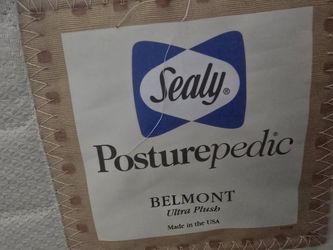 Sealy®
Posturepedic
BELMONT
Ultra Plush
Made in the USA